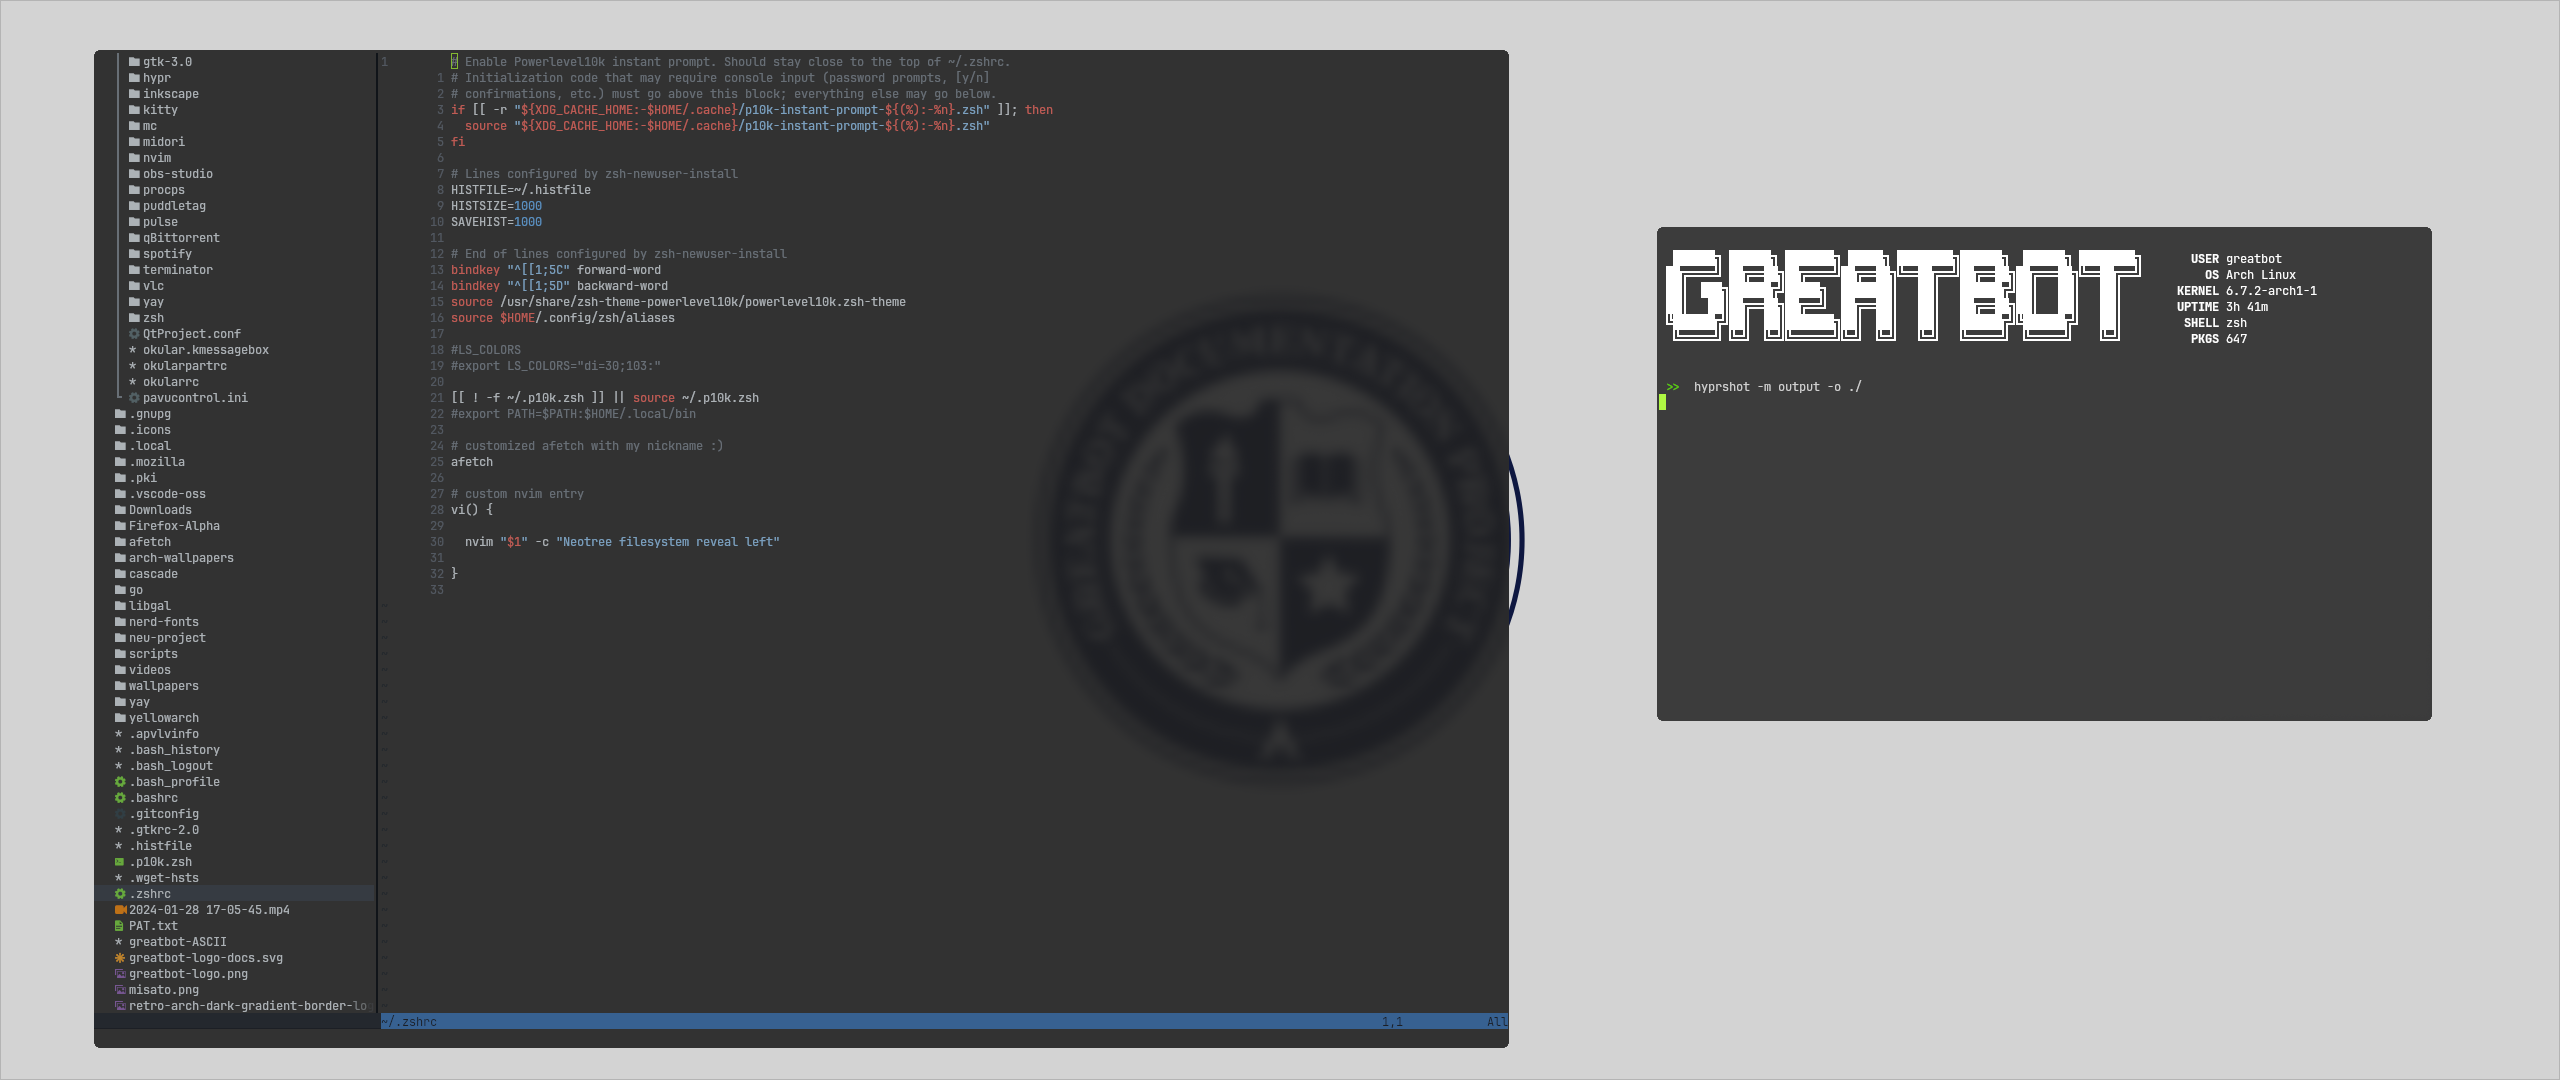 gtk-3.0
hypr
inkscape
kitty
mc
midori
nvim
obs-studio
procps
puddletag
pulse
qBittorrent
spotify
terminator
vlc
yay
zsh
QtProject.conf
* okular.kmessagebox
* okularpartrc
* okularrc
pavucontrol.ini
.gnupg
.icons
.local
.mozilla
.pki
.vscode-oss
Downloads
Firefox-Alpha
afetch
arch-wallpapers
cascade
go
libgal
nerd-fonts
neu-project
scripts
videos
wallpapers
yay
yellowarch
* .apvlvinfo
* .bash_history
* .bash_logout
.bash_profile
.bashrc
.gitconfig
* .gtkrc-2.0
* .histfile
.p10k.zsh
* .wget-hsts
.zshrc
2024-01-28 17-05-45.mp4
PAT.txt
* greatbot-ASCII
greatbot-logo-docs.svg
greatbot-logo.png
misato.png
retro-arch-dark-gradient-border-lo
1 # Enable Powerlevel10k instant prompt. Should stay close to the top of ~/.zshrc.
1 # Initialization code that may require console input (password prompts, [y/n]
2 # confirmations, etc.) must go above this block; everything else may go below.
3 if [[ -r "${XDG_CACHE_HOME:-$HOME/.cache}/p10k-instant-prompt-${(%):-%n}.zsh" ]]; then
4   source "${XDG_CACHE_HOME:-$HOME/.cache}/p10k-instant-prompt-${(%):-%n}.zsh"
5 fi
6
7 # Lines configured by zsh-newuser-install
8 HISTFILE=~/.histfile
9 HISTSIZE=1000
10 SAVEHIST=1000
11
12 # End of lines configured by zsh-newuser-install
13 bindkey "^[[1;5C" forward-word
14 bindkey "^[[1;5D" backward-word
15 source /usr/share/zsh-theme-powerlevel10k/powerlevel10k.zsh-theme
16 source $HOME/.config/zsh/aliases
17
18 #LS_COLORS
19 #export LS_COLORS="di=30;103:"
20
21 [[ ! -f ~/.p10k.zsh ]] || source ~/.p10k.zsh
22 #export PATH=$PATH:$HOME/.local/bin
23
24 # customized afetch with my nickname :)
25 afetch
26
27 # custom nvim entry
28 vi() {
29
30   nvim "$1" -c "Neotree filesystem reveal left"
31
32 }
33
~/.zshrc 1,1 All
GREATBOT DOCUMENTATION PROJECT
GREATBOT
USER greatbot
OS Arch Linux
KERNEL 6.7.2-arch1-1
UPTIME 3h 41m
SHELL zsh
PKGS 647
>> hyprshot -m output -o ./